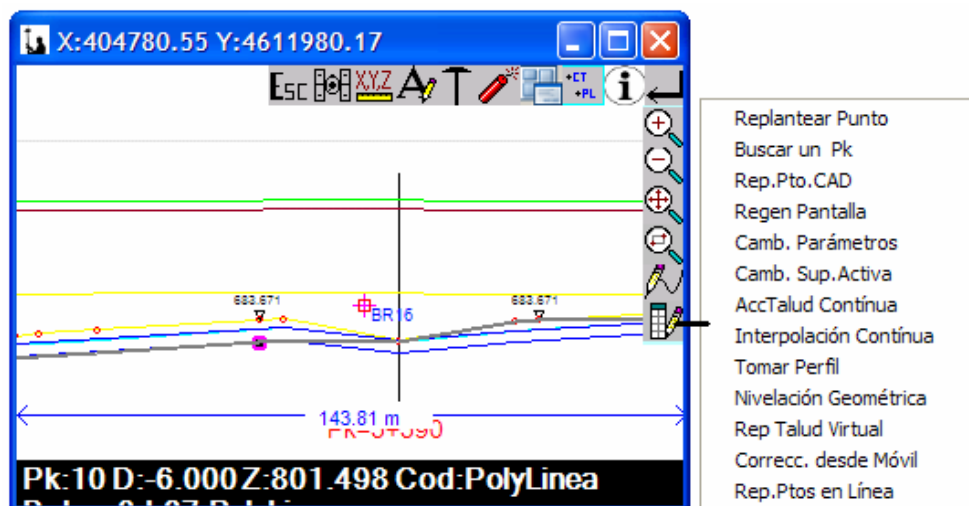 X:404780.55 Y:4611980.17
Esc X,Y,Z A T +CT +PL i
Replantear Punto
Buscar un Pk
Rep.Pto.CAD
Regen Pantalla
Camb. Parámetros
Camb. Sup.Activa
AccTalud Contínua
Interpolación Contínua
Tomar Perfil
Nivelación Geométrica
Rep Talud Virtual
Correcc. desde Móvil
Rep.Ptos en Línea
683.671
BR16
683.671
143.81 m
Pk:10 D:-6.000 Z:801.498 Cod:PolyLinea